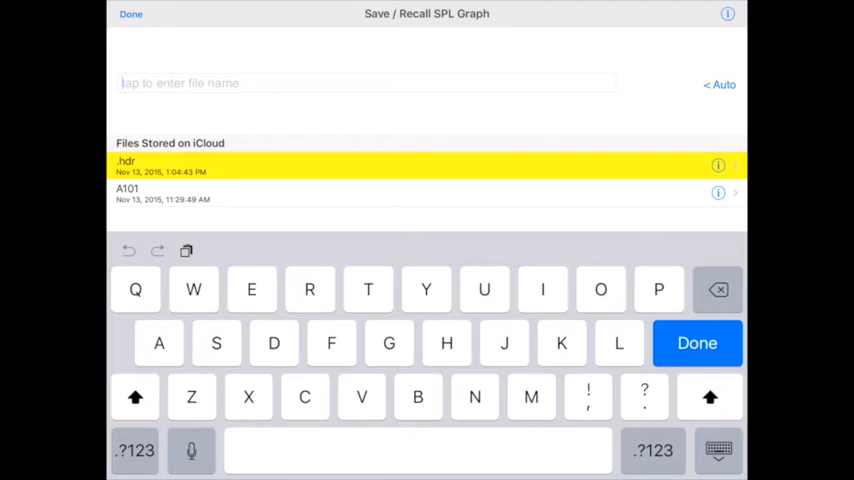 Done Save / Recall SPL Graph i
tap to enter file name < Auto
Files Stored on iCloud
.hdr
Nov 13, 2015, 1:04:43 PM i
A101
Nov 13, 2015, 11:29:49 AM i
Q W E R T Y U I O P
A S D F G H J K L Done
Z X C V B N M ! , ? .
.?123 .?123